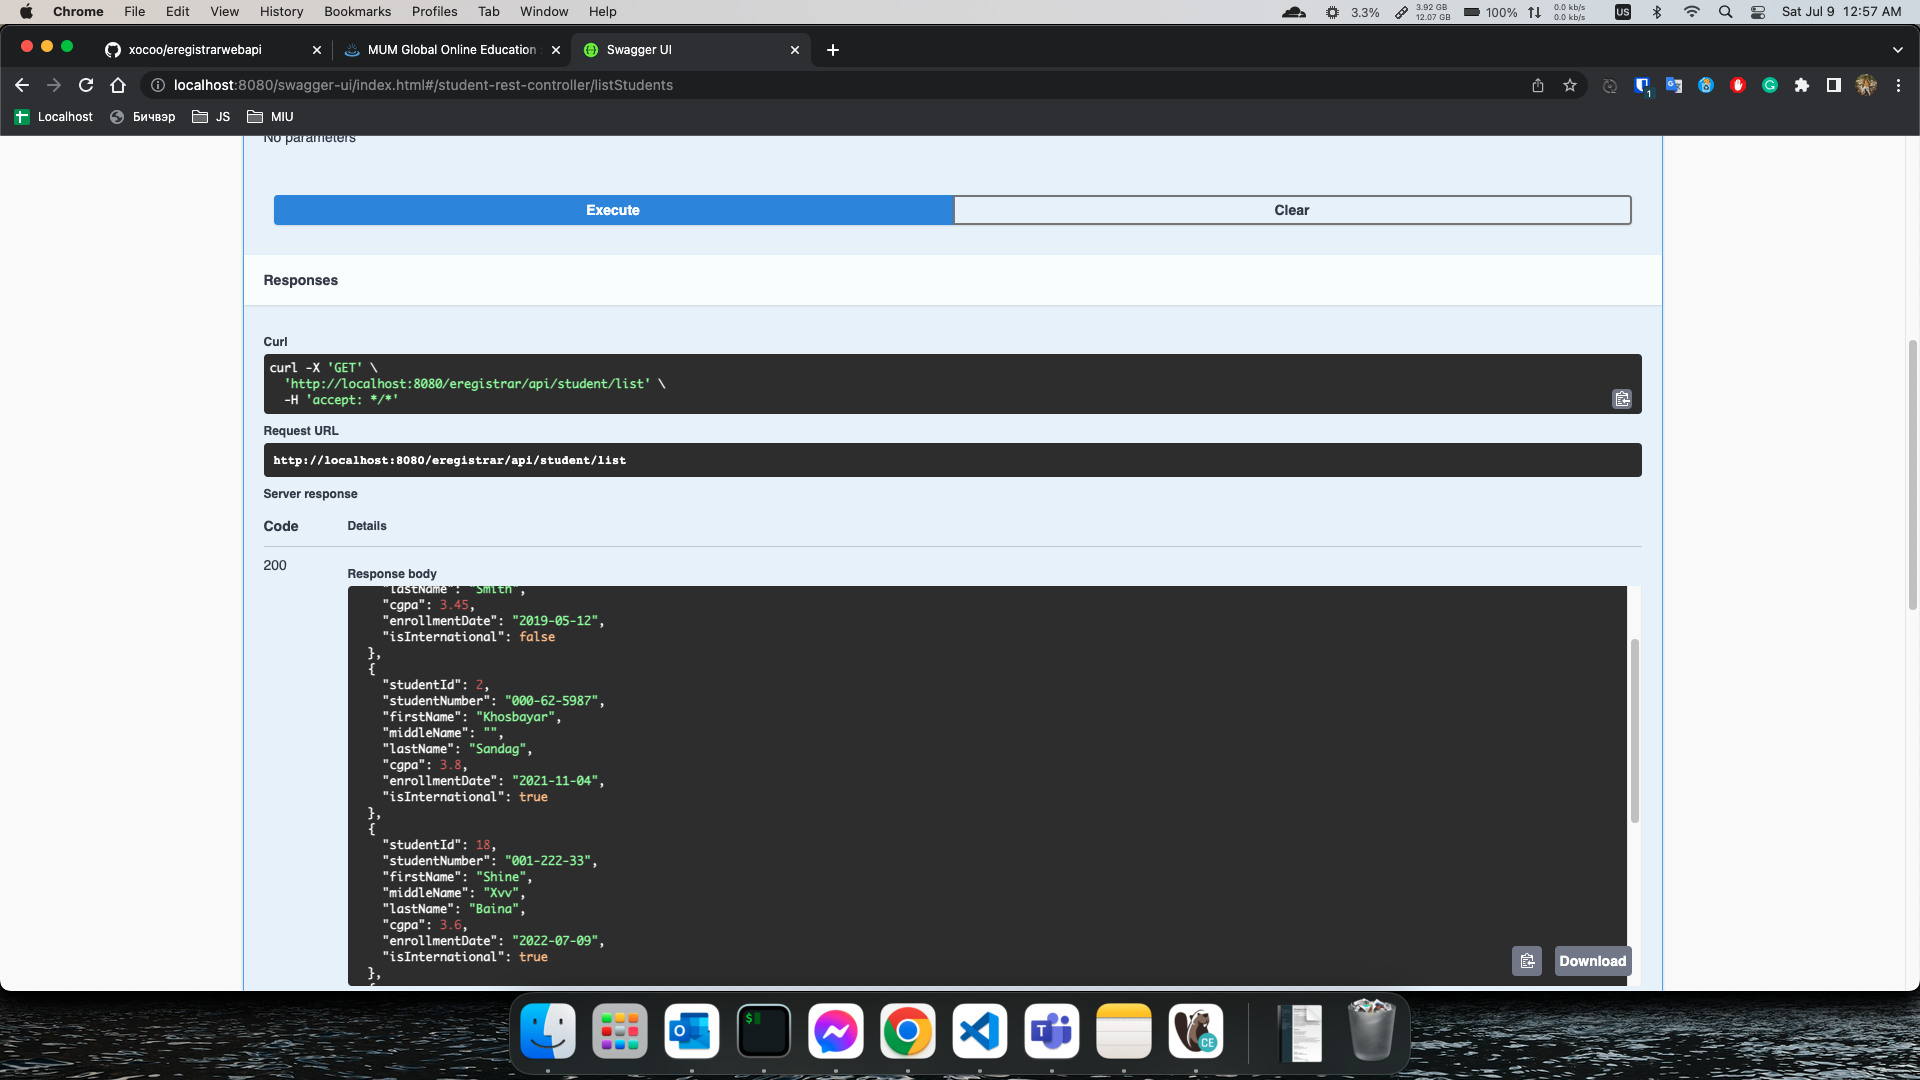 Chrome File Edit View History Bookmarks Profiles Tab Window Help 3.3% 3.92 GB 12.07 GB 100% 0.0 kb/s 0.0 kb/s US Sat Jul 9 12:57 AM
xocoo/eregistrarwebapi MUM Global Online Education Swagger UI
localhost:8080/swagger-ui/index.html#/student-rest-controller/listStudents 1
Localhost Бичвэр JS MIU
No parameters
Execute Clear
Responses
Curl
curl -X 'GET' \
'http://localhost:8080/eregistrar/api/student/list' \
-H 'accept: */*'
Request URL
http://localhost:8080/eregistrar/api/student/list
Server response
Code Details
200
Response body
"lastName": "Smith",
"cgpa": 3.45,
"enrollmentDate": "2019-05-12",
"isInternational": false
},
{
"studentId": 2,
"studentNumber": "000-62-5987",
"firstName": "Khosbayar",
"middleName": "",
"lastName": "Sandag",
"cgpa": 3.8,
"enrollmentDate": "2021-11-04",
"isInternational": true
},
{
"studentId": 18,
"studentNumber": "001-222-33",
"firstName": "Shine",
"middleName": "Xvv",
"lastName": "Baina",
"cgpa": 3.6,
"enrollmentDate": "2022-07-09",
"isInternational": true
},
{
Download
$
CE